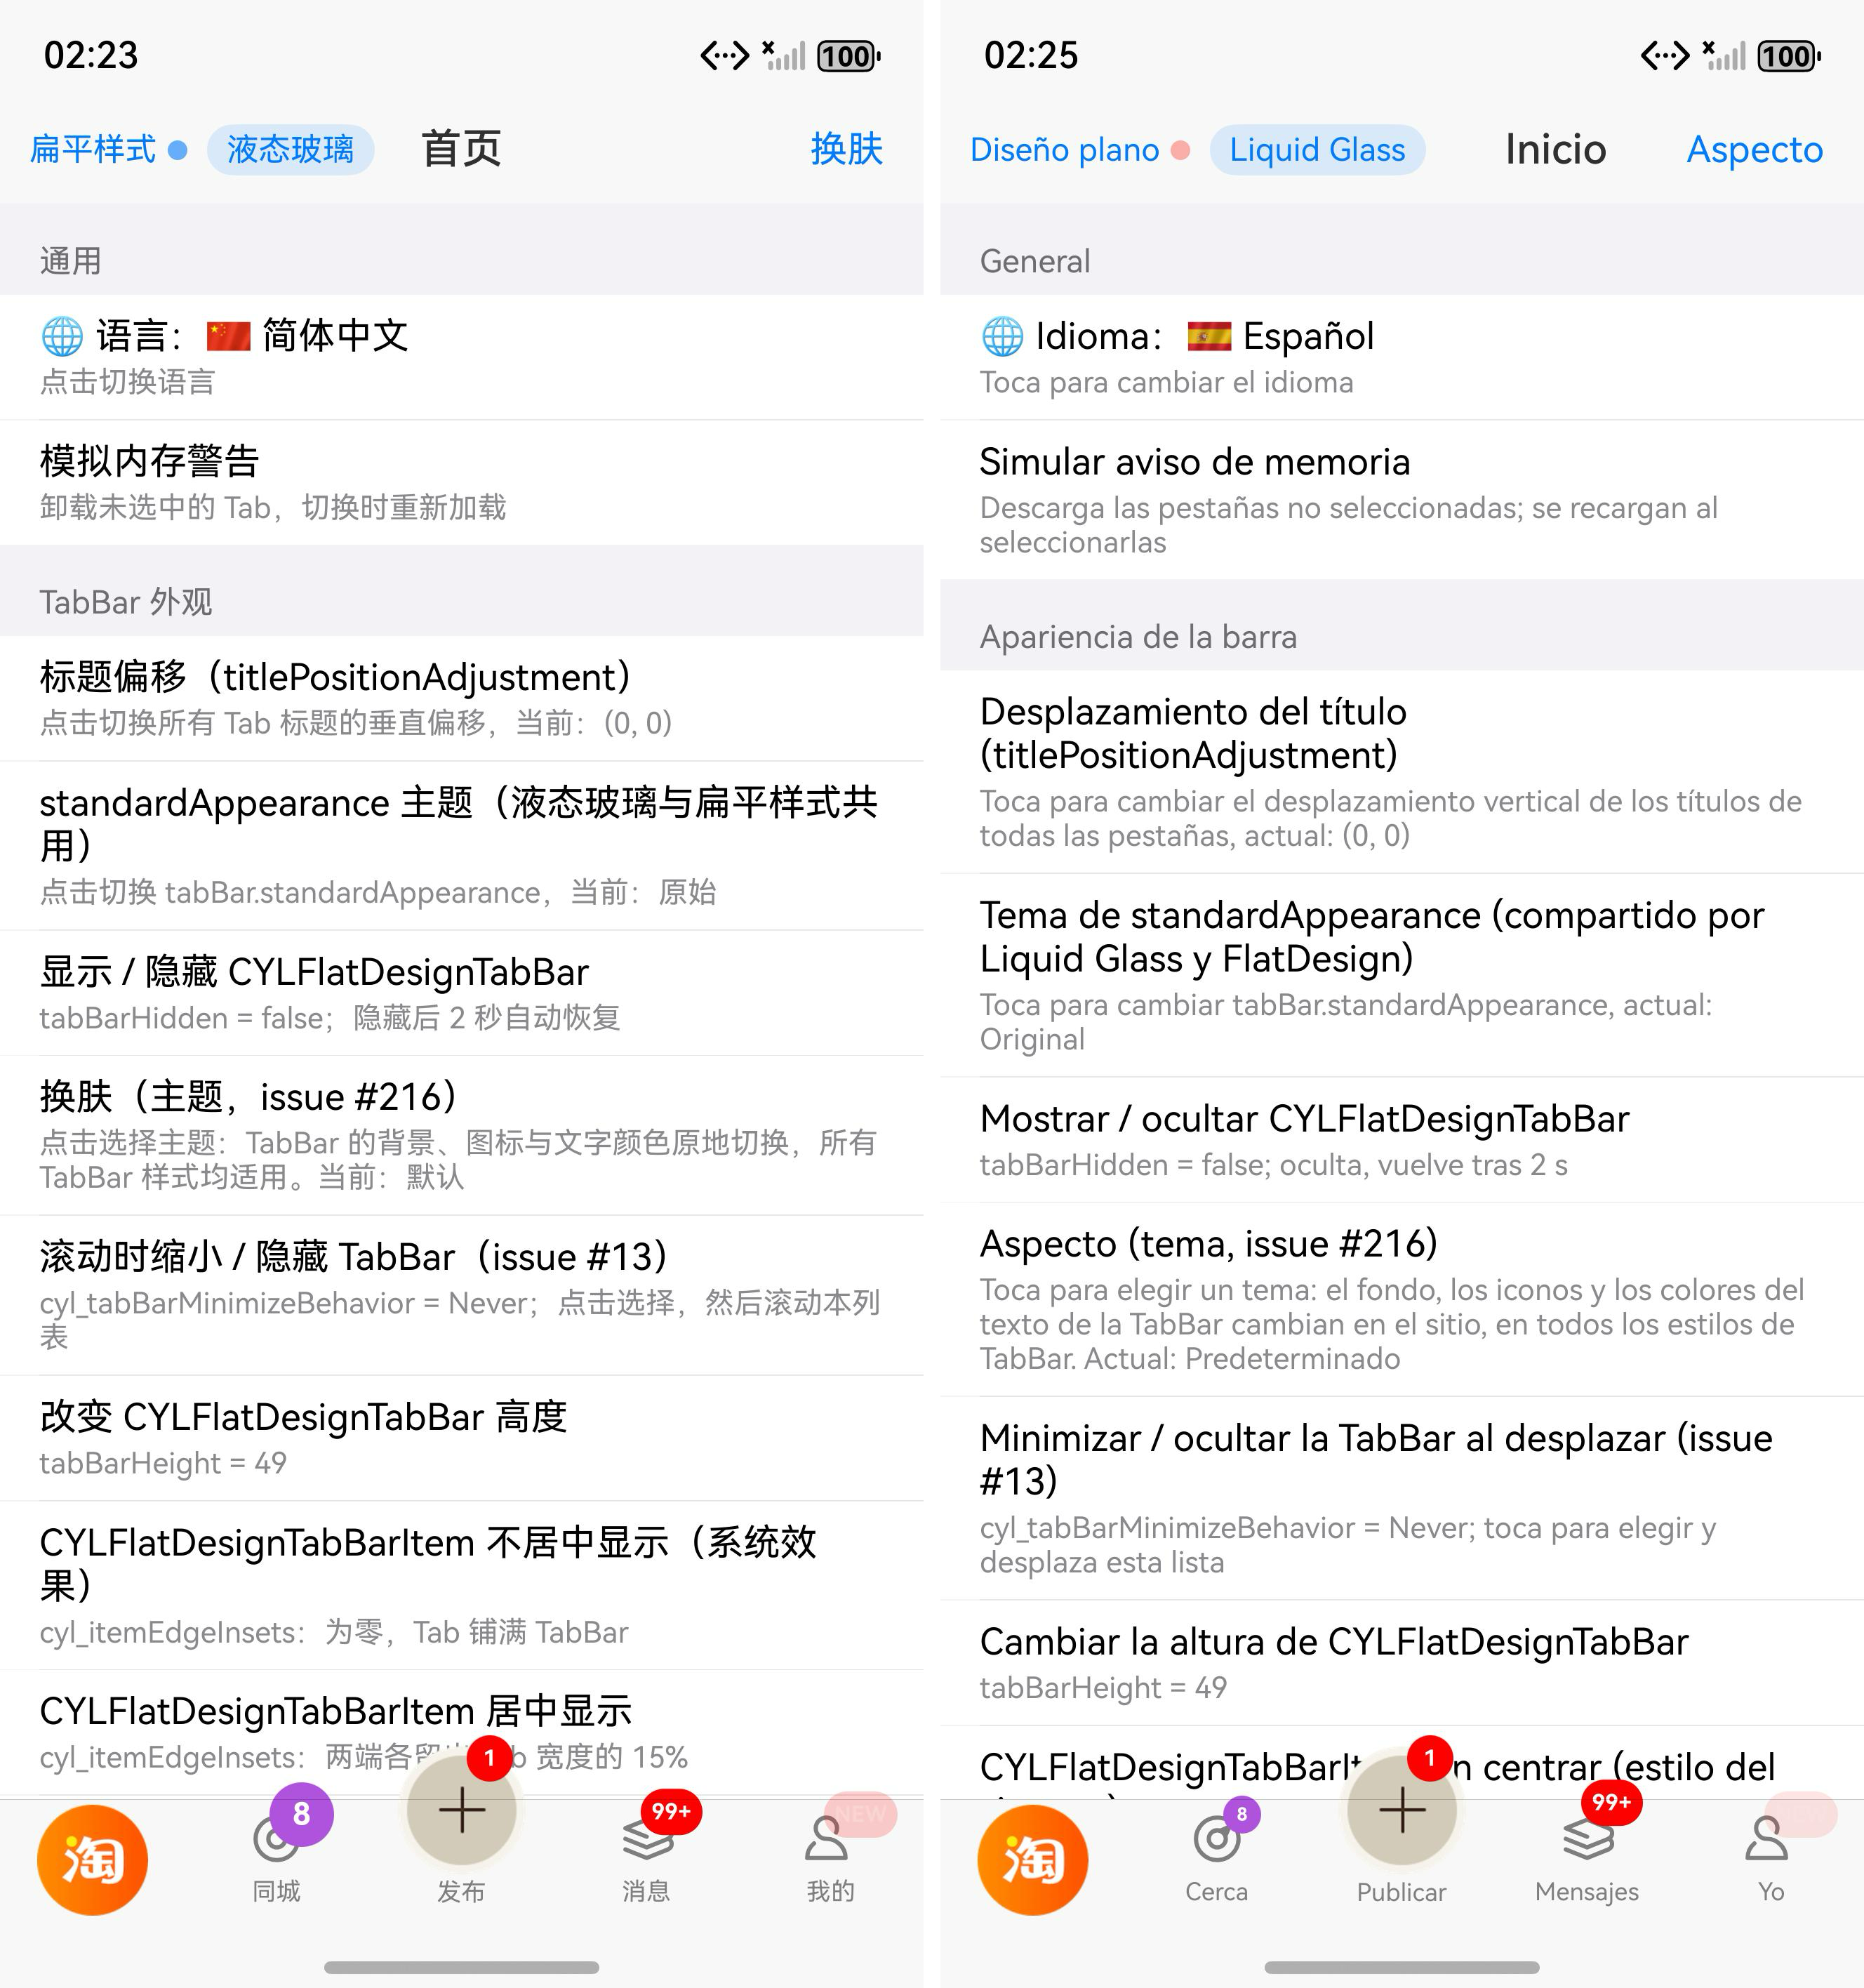 02:23
100
扁平样式
液态玻璃
首页
换肤
通用
语言： 简体中文
点击切换语言
模拟内存警告
卸载未选中的 Tab，切换时重新加载
TabBar 外观
标题偏移（titlePositionAdjustment）
点击切换所有 Tab 标题的垂直偏移，当前：(0, 0)
standardAppearance 主题（液态玻璃与扁平样式共
用）
点击切换 tabBar.standardAppearance，当前：原始
显示 / 隐藏 CYLFlatDesignTabBar
tabBarHidden = false；隐藏后 2 秒自动恢复
换肤（主题，issue #216）
点击选择主题：TabBar 的背景、图标与文字颜色原地切换，所有
TabBar 样式均适用。当前：默认
滚动时缩小 / 隐藏 TabBar（issue #13）
cyl_tabBarMinimizeBehavior = Never；点击选择，然后滚动本列
表
改变 CYLFlatDesignTabBar 高度
tabBarHeight = 49
CYLFlatDesignTabBarItem 不居中显示（系统效
果）
cyl_itemEdgeInsets：为零，Tab 铺满 TabBar
CYLFlatDesignTabBarItem 居中显示
cyl_itemEdgeInsets：两端各 宽度的 15%
1
8
99+
NEW
淘
同城
发布
消息
我的
02:25
100
Diseño plano
Liquid Glass
Inicio
Aspecto
General
Idioma： Español
Toca para cambiar el idioma
Simular aviso de memoria
Descarga las pestañas no seleccionadas; se recargan al
seleccionarlas
Apariencia de la barra
Desplazamiento del título
(titlePositionAdjustment)
Toca para cambiar el desplazamiento vertical de los títulos de
todas las pestañas, actual: (0, 0)
Tema de standardAppearance (compartido por
Liquid Glass y FlatDesign)
Toca para cambiar tabBar.standardAppearance, actual:
Original
Mostrar / ocultar CYLFlatDesignTabBar
tabBarHidden = false; oculta, vuelve tras 2 s
Aspecto (tema, issue #216)
Toca para elegir un tema: el fondo, los iconos y los colores del
texto de la TabBar cambian en el sitio, en todos los estilos de
TabBar. Actual: Predeterminado
Minimizar / ocultar la TabBar al desplazar (issue
#13)
cyl_tabBarMinimizeBehavior = Never; toca para elegir y
desplaza esta lista
Cambiar la altura de CYLFlatDesignTabBar
tabBarHeight = 49
centrar (estilo del
1
8
99+
淘
Cerca
Publicar
Mensajes
Yo